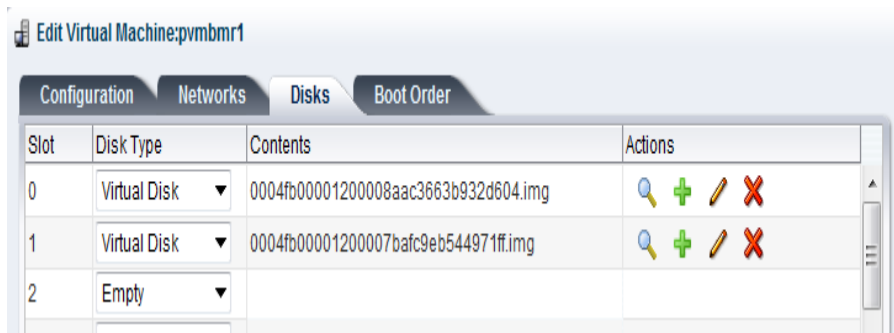 Edit Virtual Machine:pvmbmr1
Configuration Networks Disks Boot Order
Slot Disk Type Contents Actions
0 Virtual Disk 0004fb00001200008aac3663b932d604.img
1 Virtual Disk 0004fb00001200007bafc9eb544971ff.img
2 Empty